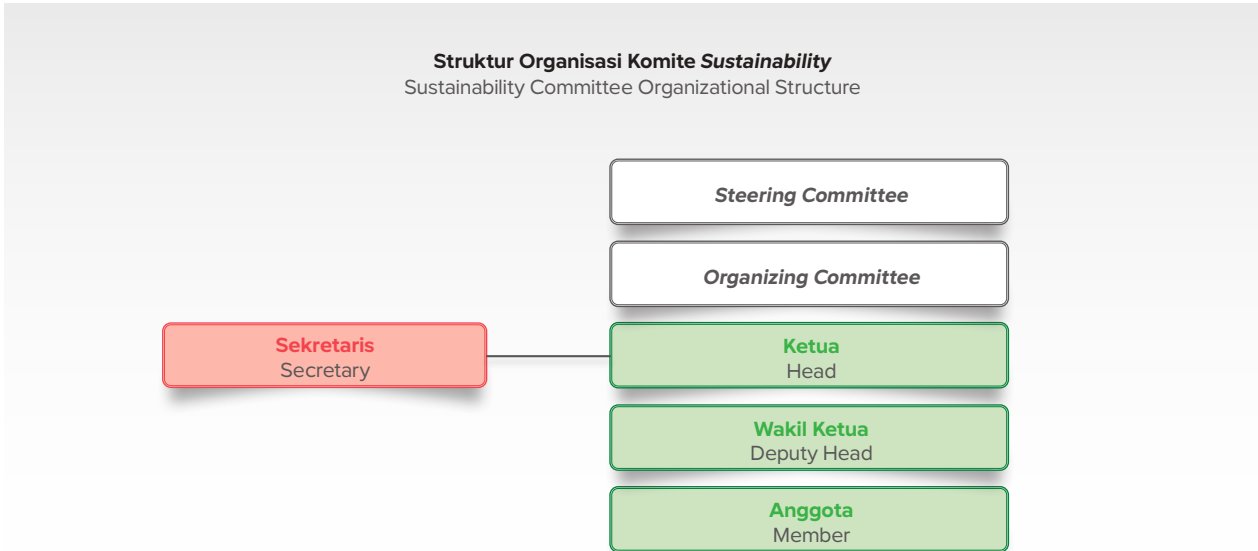 Struktur Organisasi Komite Sustainability
Sustainability Committee Organizational Structure
Steering Committee
Organizing Committee
Sekretaris
Secretary
Ketua
Head
Wakil Ketua
Deputy Head
Anggota
Member